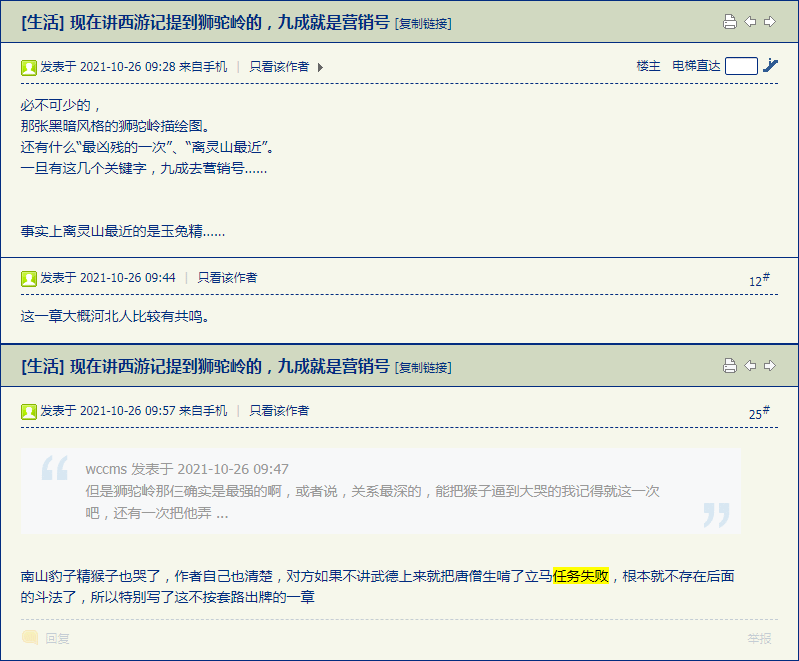 [生活] 现在讲西游记提到狮驼岭的，九成就是营销号 [复制链接]
发表于 2021-10-26 09:28 来自手机 | 只看该作者 楼主 电梯直达
必不可少的，
那张黑暗风格的狮驼岭描绘图。
还有什么“最凶残的一次”、“离灵山最近”。
一旦有这几个关键字，九成去营销号......
事实上离灵山最近的是玉兔精......
发表于 2021-10-26 09:44 | 只看该作者 12#
这一章大概河北人比较有共鸣。
[生活] 现在讲西游记提到狮驼岭的，九成就是营销号 [复制链接]
发表于 2021-10-26 09:57 来自手机 | 只看该作者 25#
wccms 发表于 2021-10-26 09:47
但是狮驼岭那仨确实是最强的啊，或者说，关系最深的，能把猴子逼到大哭的我记得就这一次
吧，还有一次把他弄 ...
南山豹子精猴子也哭了，作者自己也清楚，对方如果不讲武德上来就把唐僧生啃了立马任务失败，根本就不存在后面
的斗法了，所以特别写了这不按套路出牌的一章
回复 举报